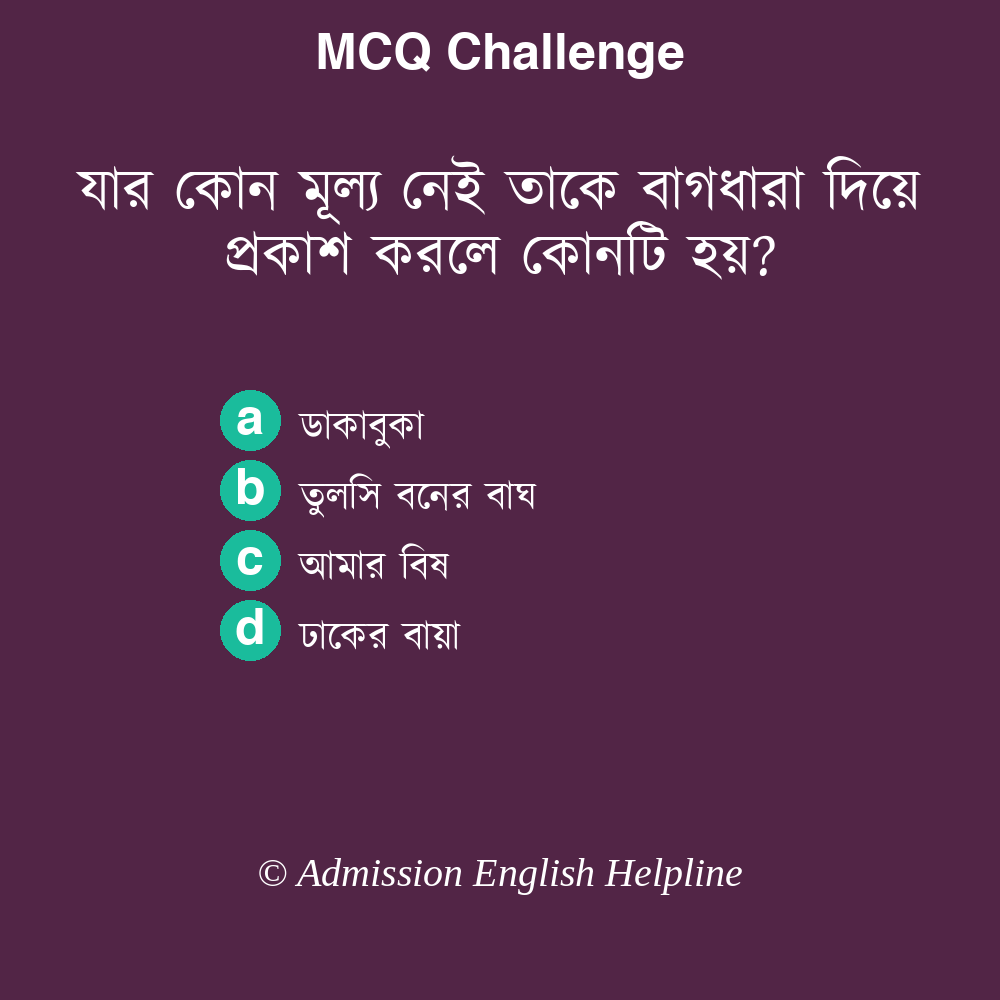 MCQ Challenge
যার কোন মূল্য নেই তাকে বাগধারা দিয়ে
প্রকাশ করলে কোনটি হয়?
a ডাকাবুকা
b তুলসি বনের বাঘ
c আমার বিষ
d ঢাকের বায়া
© Admission English Helpline